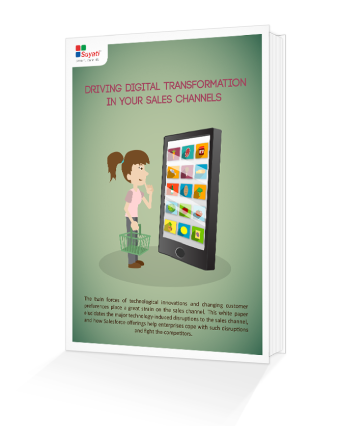 Suyati
DRIVING DIGITAL TRANSFORMATION
IN YOUR SALES CHANNELS
The twin forces of technological innovations and changing customer
preferences place a great strain on the sales channel. This white paper
elucidates the major technology-induced disruptions to the sales channel,
and how Salesforce offerings help enterprises cope with such disruptions
and fight the competition.